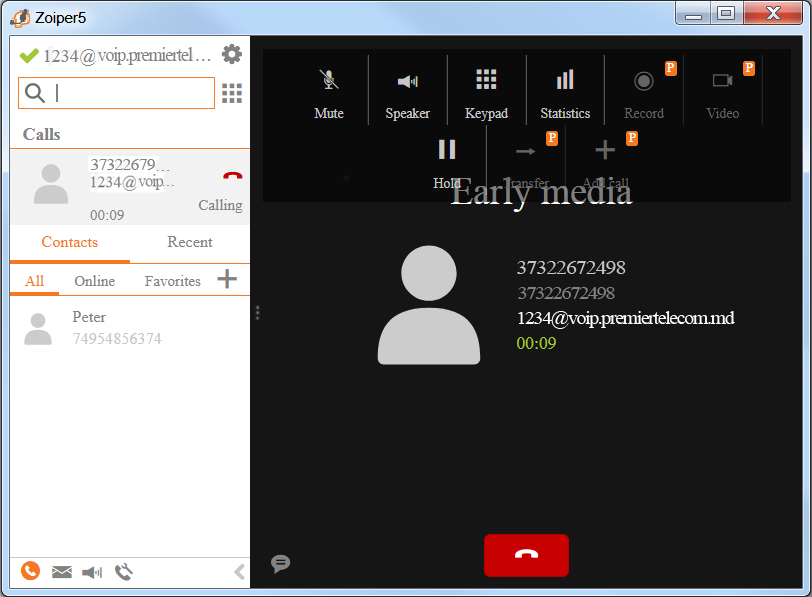 Zoiper5
1234@voip.premiertel...
Calls
37322679...
1234@voip...
00:09
Calling
Contacts
Recent
All
Online
Favorites
Peter
74954856374
Mute
Speaker
Keypad
Statistics
P
Record
P
Video
Hold
P
Transfer
P
Add call
Early media
37322672498
37322672498
1234@voip.premiertelecom.md
00:09